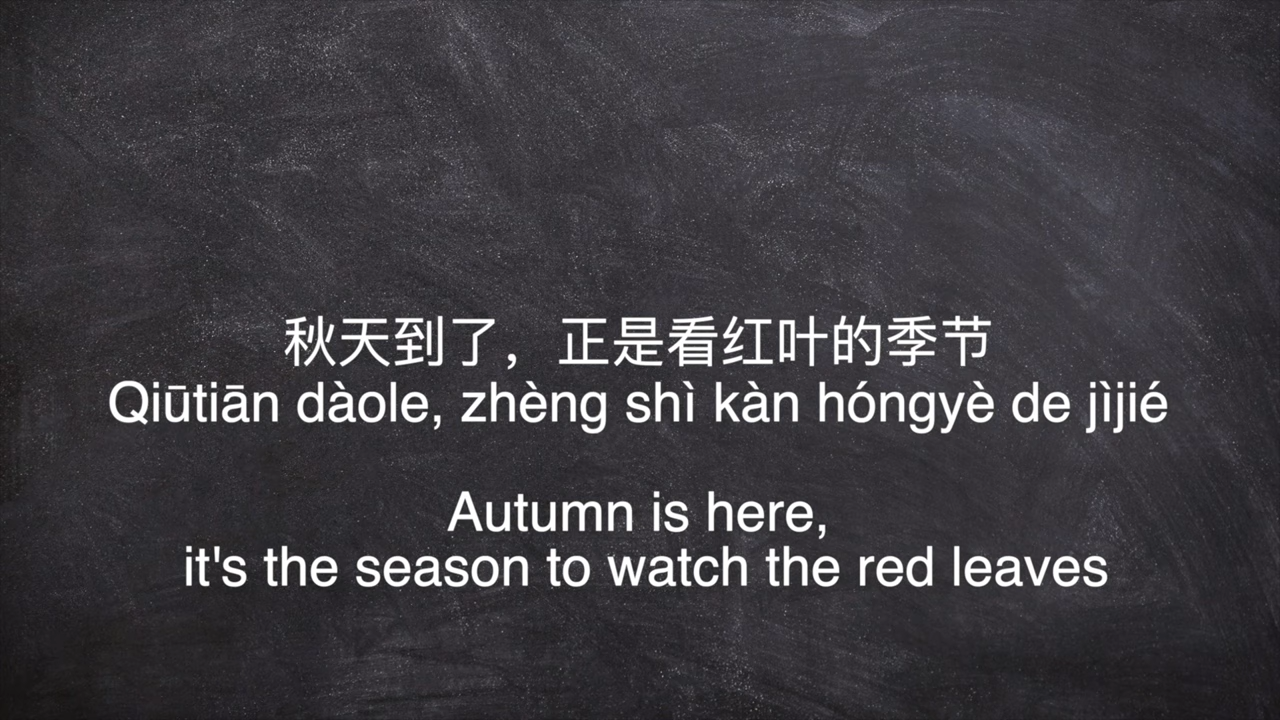 秋天到了，正是看红叶的季节
Qiūtiān dàole, zhèng shì kàn hóngyè de jìjié
Autumn is here,
it's the season to watch the red leaves